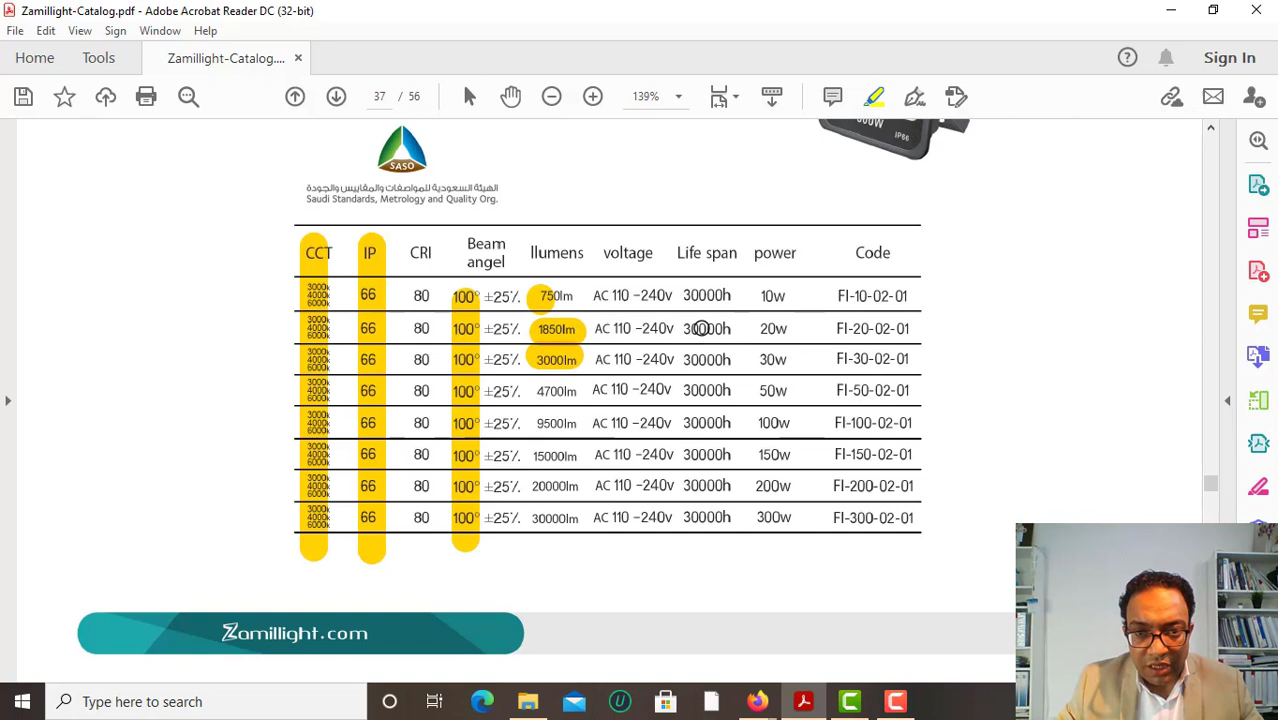 Zamillight-Catalog.pdf - Adobe Acrobat Reader DC (32-bit)
File Edit View Sign Window Help
Home Tools Zamillight-Catalog.... × Sign In
37 / 56 139%
300W
IP66
SASO
الهيئة السعودية للمواصفات والمقاييس والجودة
Saudi Standards, Metrology and Quality Org.
CCT IP CRI Beam angel llumens voltage Life span power Code
3000k 4000k 6000k 66 80 100° ±25٪ 750lm AC 110 -240v 30000h 10w FI-10-02-01
3000k 4000k 6000k 66 80 100° ±25٪ 1850lm AC 110 -240v 30000h 20w FI-20-02-01
3000k 4000k 6000k 66 80 100° ±25٪ 3000lm AC 110 -240v 30000h 30w FI-30-02-01
3000k 4000k 6000k 66 80 100° ±25٪ 4700lm AC 110 -240v 30000h 50w FI-50-02-01
3000k 4000k 6000k 66 80 100° ±25٪ 9500lm AC 110 -240v 30000h 100w FI-100-02-01
3000k 4000k 6000k 66 80 100° ±25٪ 15000lm AC 110 -240v 30000h 150w FI-150-02-01
3000k 4000k 6000k 66 80 100° ±25٪ 20000lm AC 110 -240v 30000h 200w FI-200-02-01
3000k 4000k 6000k 66 80 100° ±25٪ 30000lm AC 110 -240v 30000h 300w FI-300-02-01
Zamillight.com
Type here to search